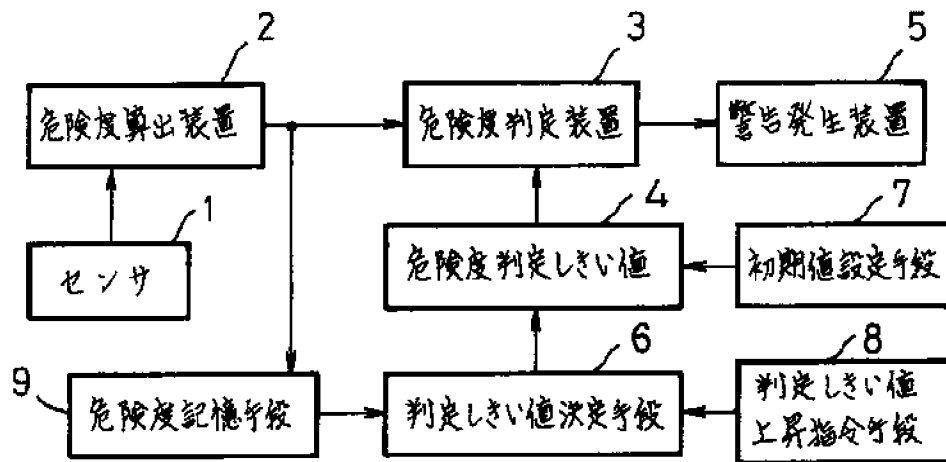 2
3
5
危険度算出装置
危険度判定装置
警告発生装置
1
4
7
センサ
危険度判定しきい値
初期値設定手段
9
6
8
危険度記憶手段
判定しきい値決定手段
判定しきい値
上昇指令手段